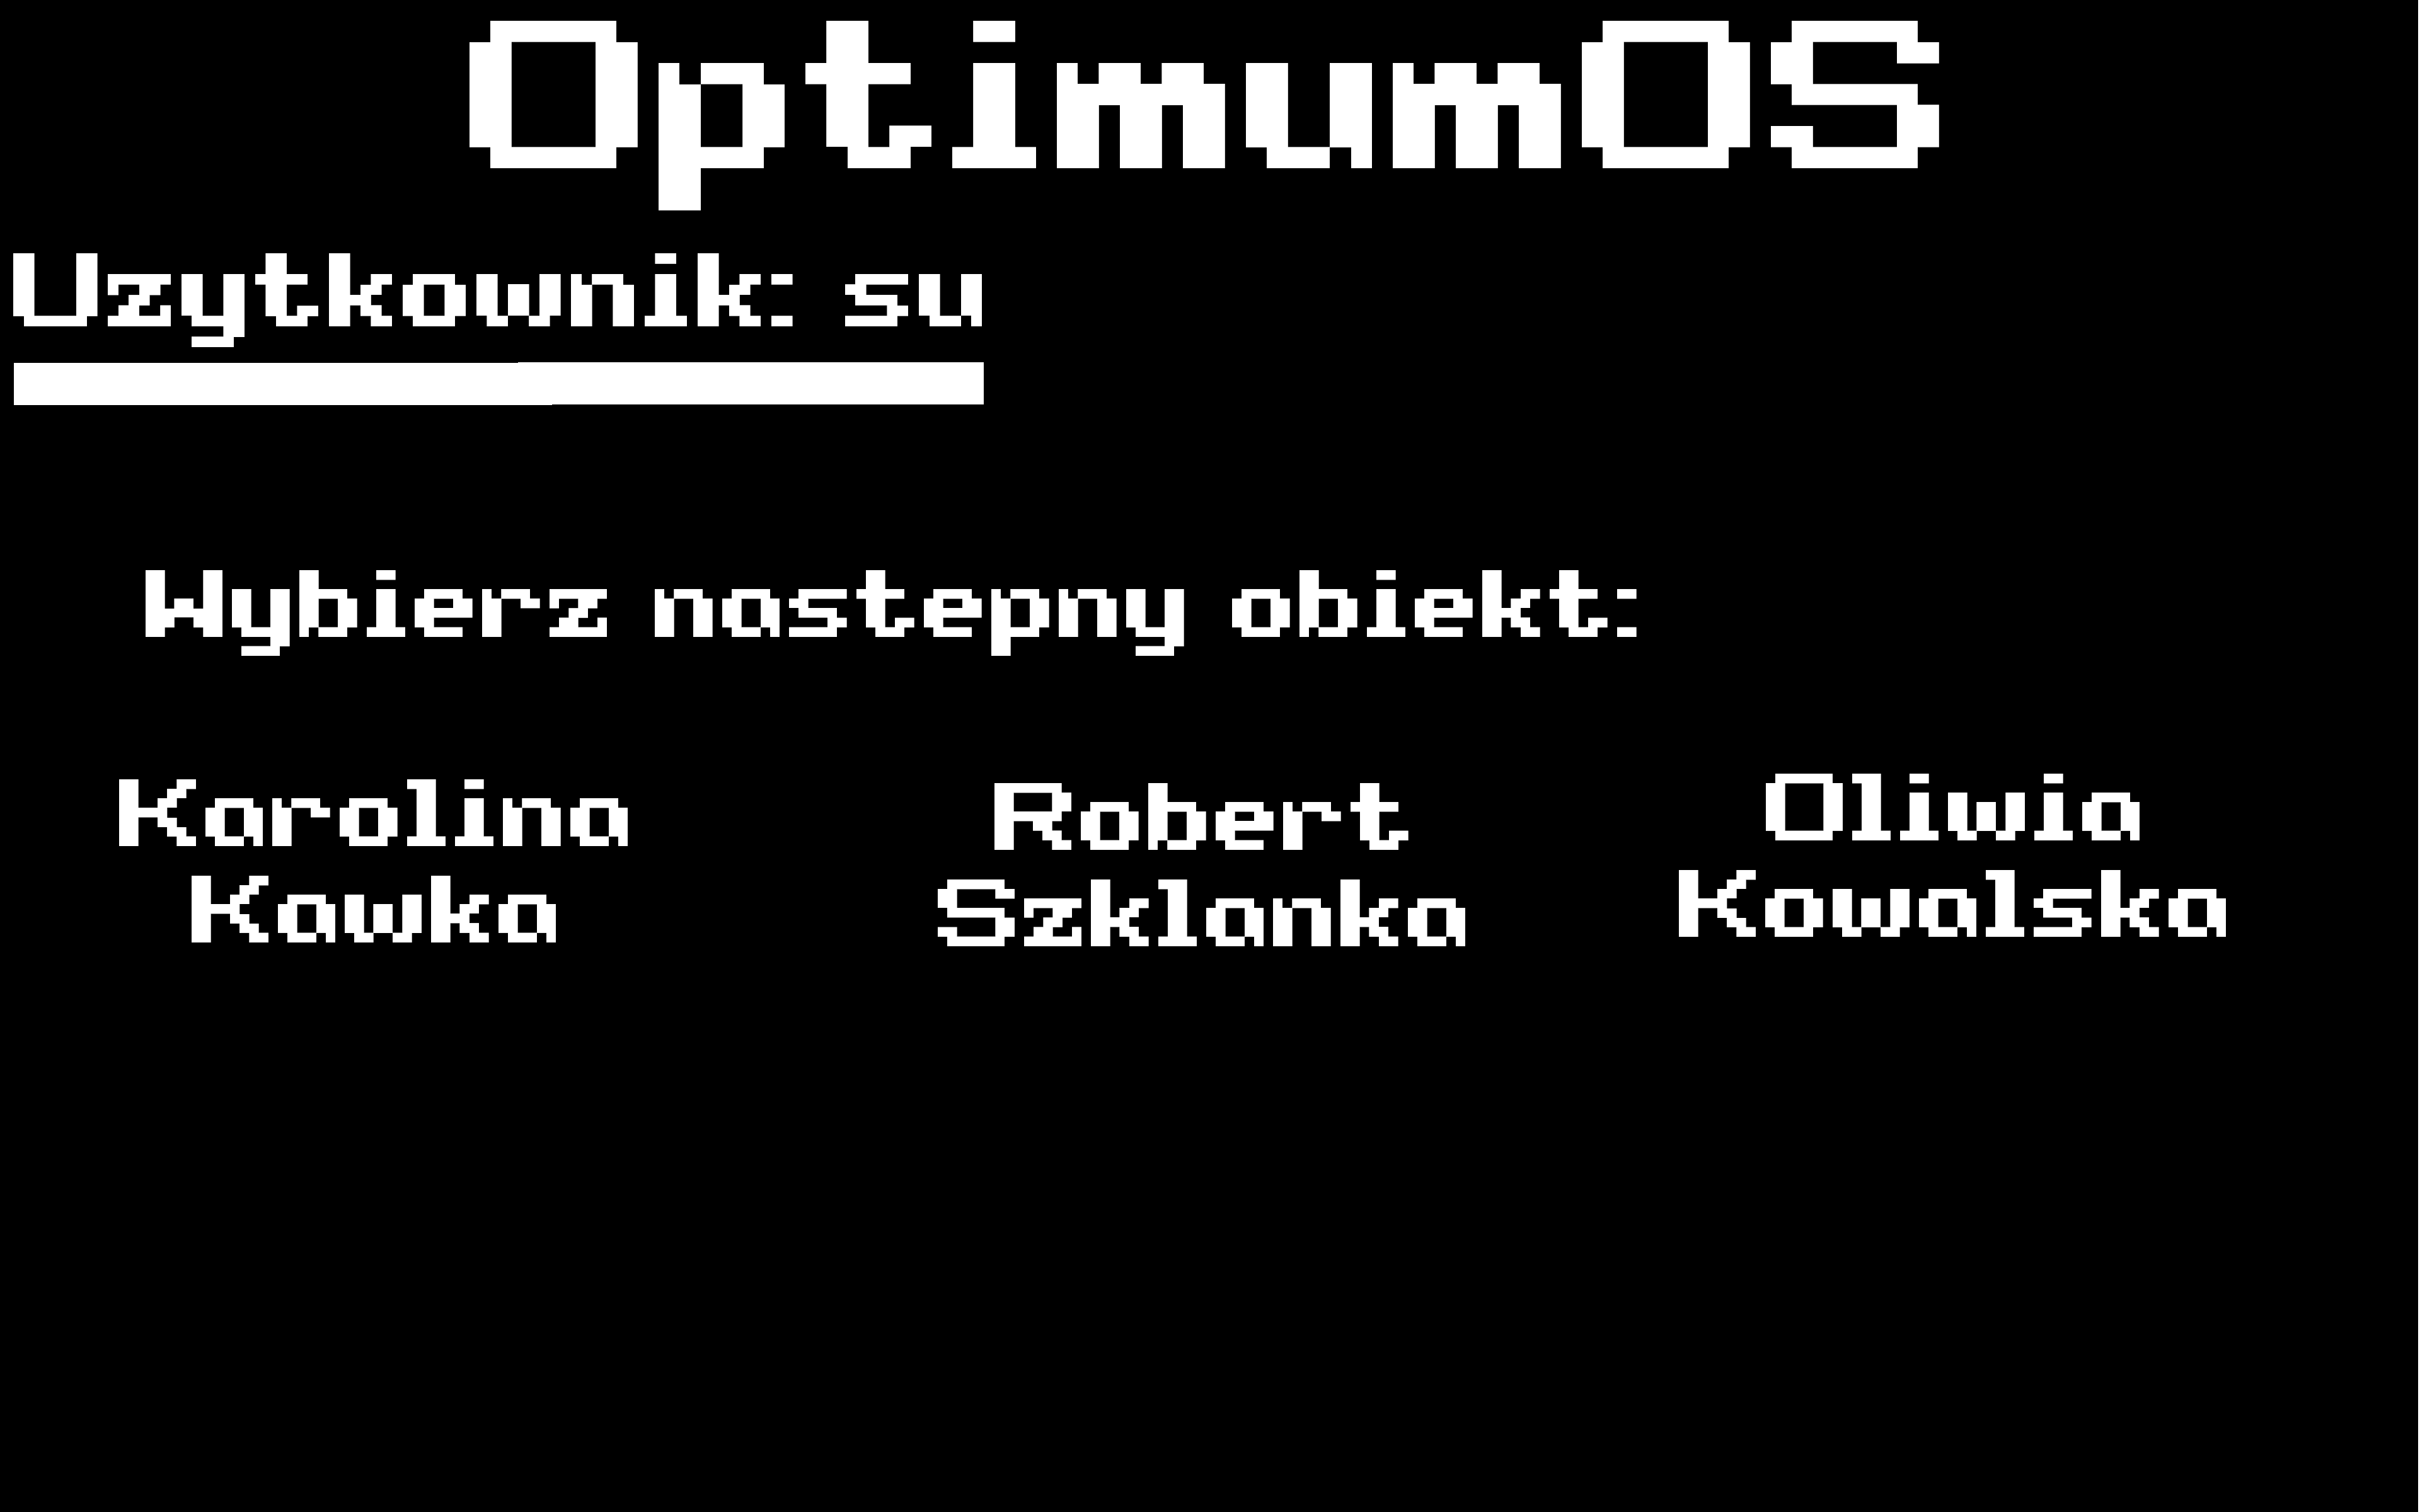 OptimumOS
Uzytkownik: su
Wybierz nastepny obiekt:
Karolina
Kawka
Robert
Szklanka
Oliwia
Kowalska